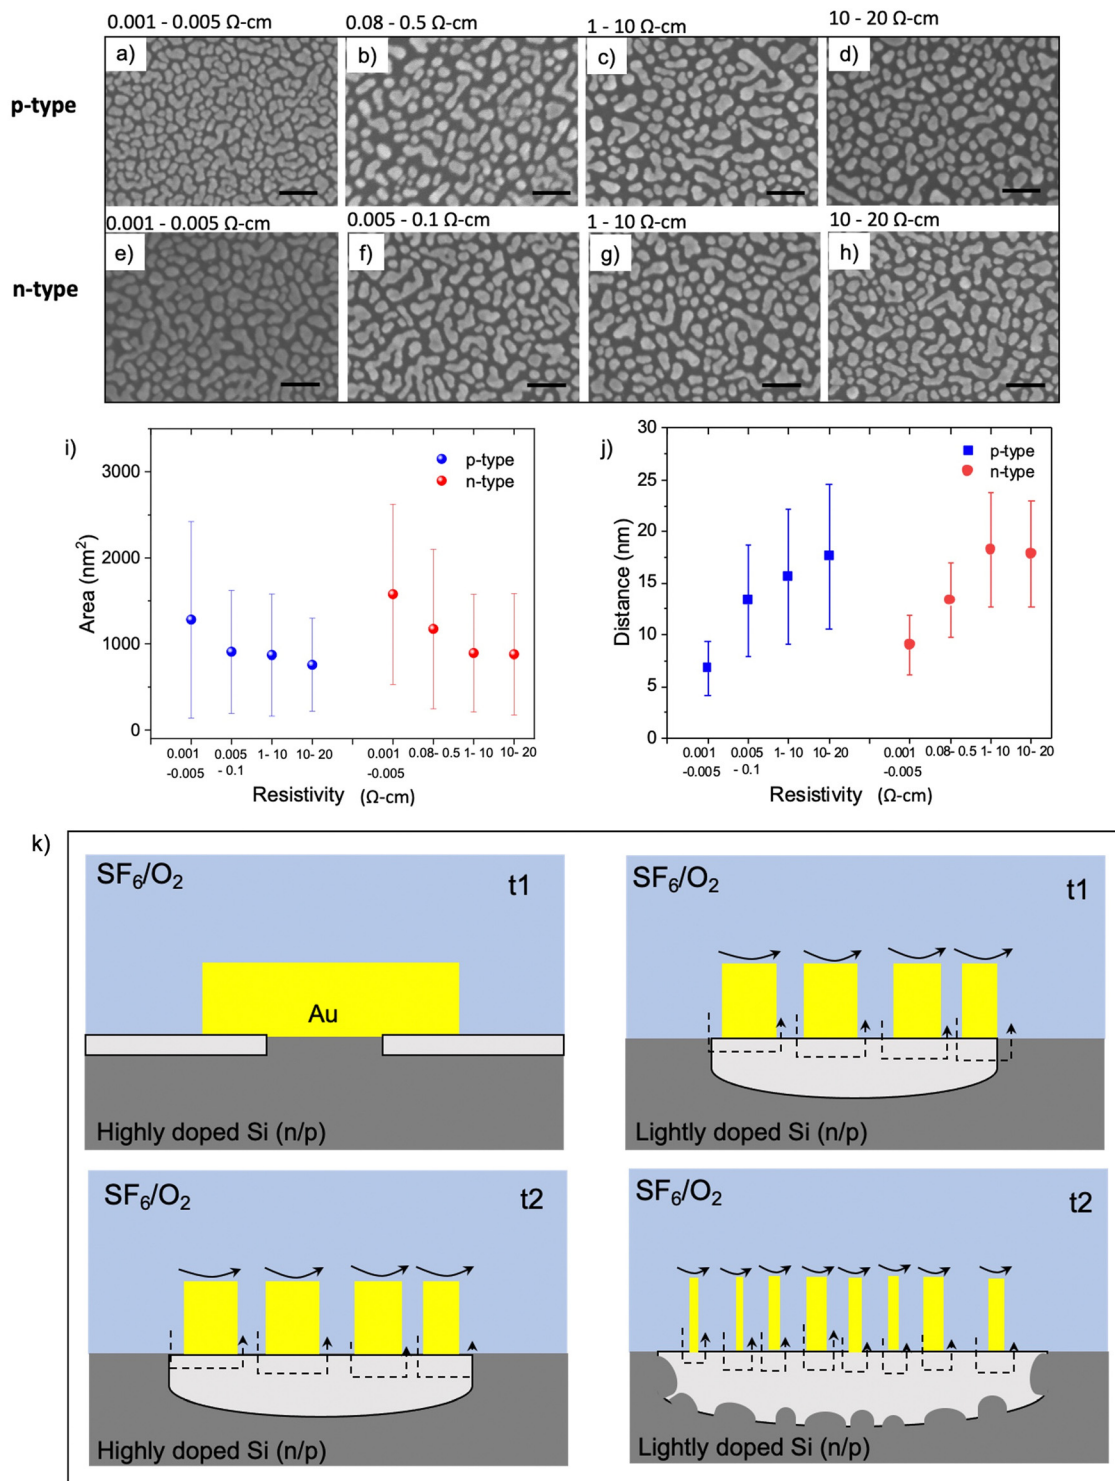 0.001 - 0.005 Ω-cm
0.08 - 0.5 Ω-cm
1 - 10 Ω-cm
10 - 20 Ω-cm
a)
b)
c)
d)
p-type
0.001 - 0.005 Ω-cm
0.005 - 0.1 Ω-cm
1 - 10 Ω-cm
10 - 20 Ω-cm
e)
f)
g)
h)
n-type
i)
3000
2000
1000
0
Area (nm²)
p-type
n-type
0.001
-0.005
0.005
- 0.1
1- 10
10- 20
0.001
-0.005
0.08- 0.5
1- 10
10- 20
Resistivity (Ω-cm)
j)
30
25
20
15
10
5
0
Distance (nm)
p-type
n-type
0.001
-0.005
0.005
- 0.1
1- 10
10- 20
0.001
-0.005
0.08- 0.5
1- 10
10- 20
Resistivity (Ω-cm)
k)
SF₆/O₂
t1
Au
Highly doped Si (n/p)
SF₆/O₂
t1
Lightly doped Si (n/p)
SF₆/O₂
t2
Highly doped Si (n/p)
SF₆/O₂
t2
Lightly doped Si (n/p)